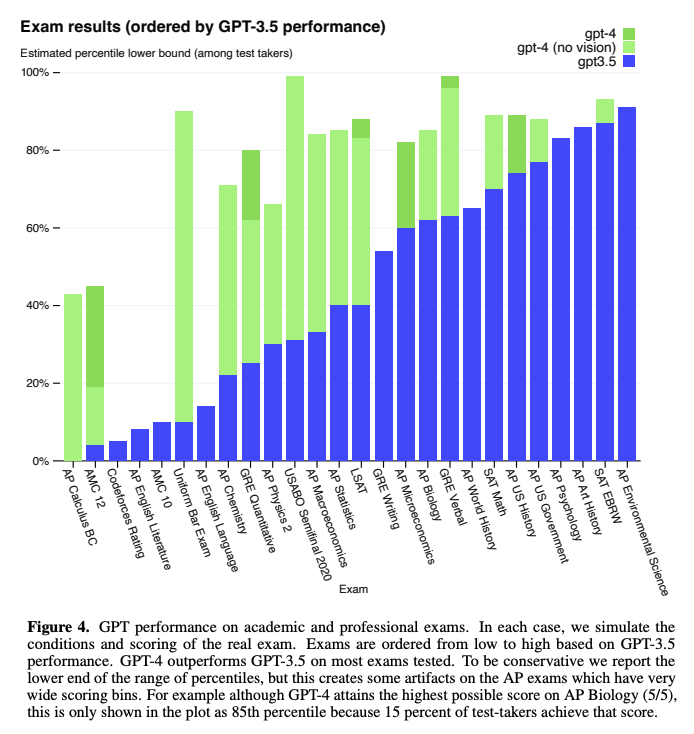 Exam results (ordered by GPT-3.5 performance)
Estimated percentile lower bound (among test takers)
gpt-4
gpt-4 (no vision)
gpt3.5
100%
80%
60%
40%
20%
0%
AP Calculus BC
AMC 12
Codeforces Rating
AP English Literature
AMC 10
Uniform Bar Exam
AP English Language
AP Chemistry
GRE Quantitative
AP Physics 2
USABO Semifinal 2020
AP Macroeconomics
AP Statistics
LSAT
GRE Writing
AP Microeconomics
AP Biology
GRE Verbal
AP World History
SAT Math
AP US History
AP US Government
AP Psychology
AP Art History
SAT EBRW
AP Environmental Science
Exam
Figure 4. GPT performance on academic and professional exams. In each case, we simulate the
conditions and scoring of the real exam. Exams are ordered from low to high based on GPT-3.5
performance. GPT-4 outperforms GPT-3.5 on most exams tested. To be conservative we report the
lower end of the range of percentiles, but this creates some artifacts on the AP exams which have very
wide scoring bins. For example although GPT-4 attains the highest possible score on AP Biology (5/5),
this is only shown in the plot as 85th percentile because 15 percent of test-takers achieve that score.